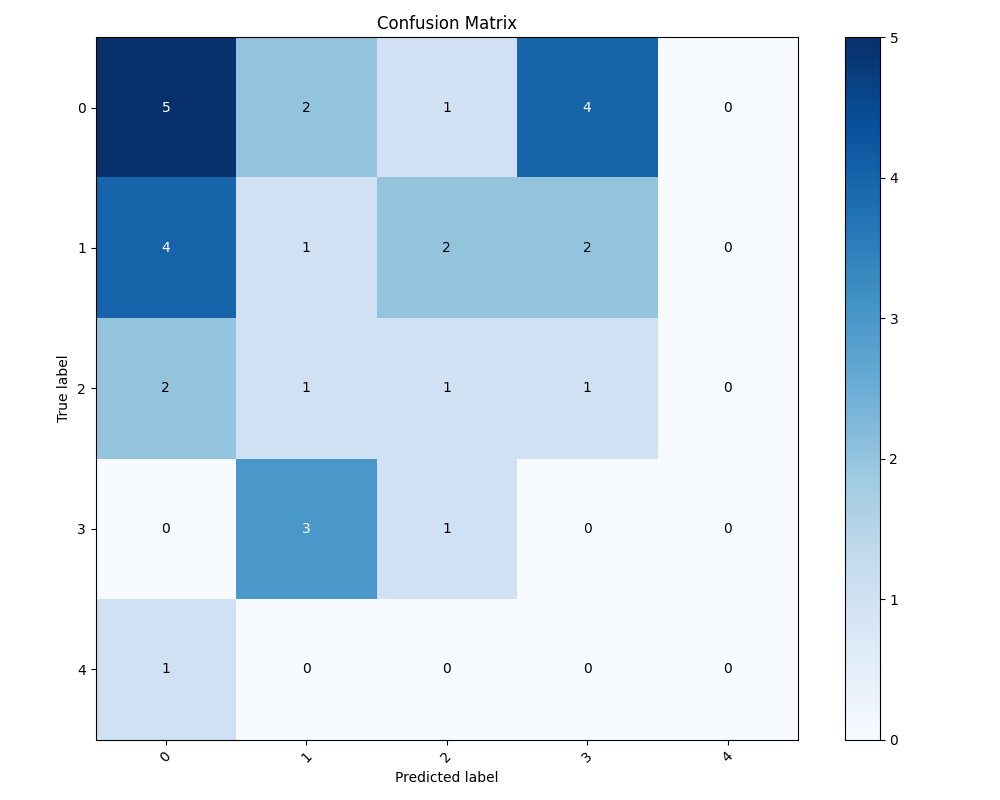 Confusion Matrix
True label
0 5 2 1 4 0
1 4 1 2 2 0
2 2 1 1 1 0
3 0 3 1 0 0
4 1 0 0 0 0
0 1 2 3 4
Predicted label
5
4
3
2
1
0